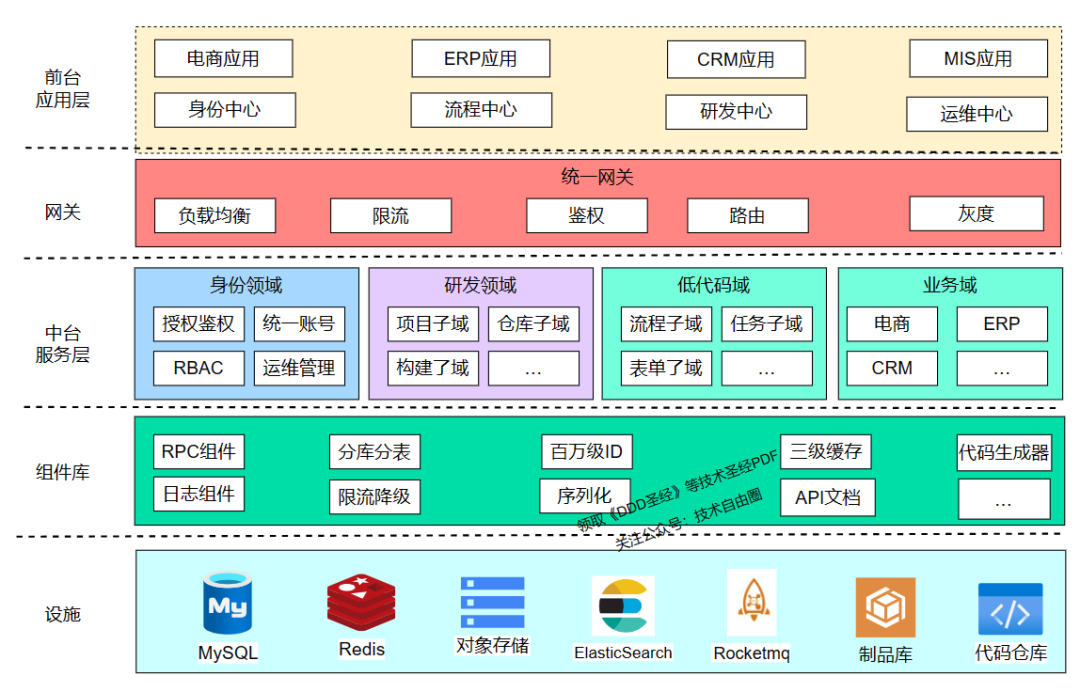 前台
应用层
电商应用
ERP应用
CRM应用
MIS应用
身份中心
流程中心
研发中心
运维中心
网关
统一网关
负载均衡
限流
鉴权
路由
灰度
中台
服务层
身份领域
授权鉴权
统一账号
RBAC
运维管理
研发领域
项目子域
仓库子域
构建了域
...
低代码域
流程子域
任务子域
表单了域
...
业务域
电商
ERP
CRM
...
组件库
RPC组件
分库分表
百万级ID
三级缓存
代码生成器
日志组件
限流降级
序列化
API文档
...
领取《DDD圣经》等技术圣经PDF
关注公众号：技术自由圈
设施
My
MySQL
Redis
对象存储
ElasticSearch
Rocketmq
制品库
</>
代码仓库